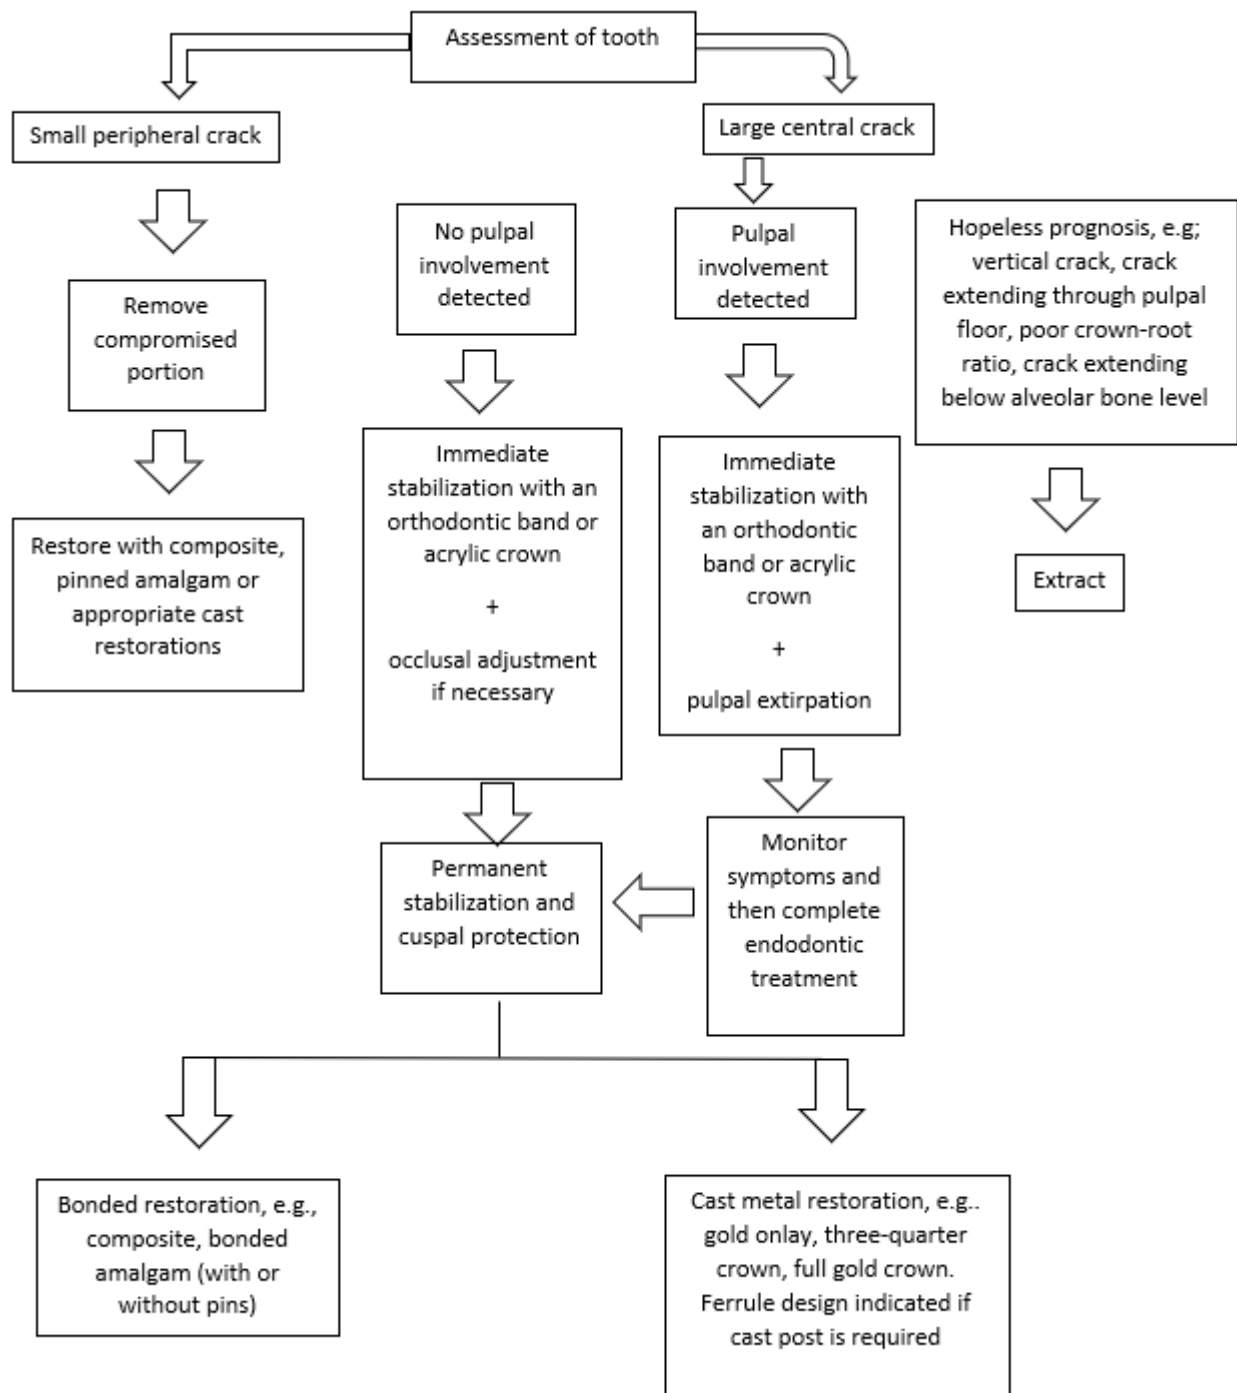 Assessment of tooth
Small peripheral crack
Large central crack
No pulpal
involvement
detected
Pulpal
involvement
detected
Hopeless prognosis, e.g;
vertical crack, crack
extending through pulpal
floor, poor crown-root
ratio, crack extending
below alveolar bone level
Remove
compromised
portion
Immediate
stabilization with an
orthodontic band or
acrylic crown
+
occlusal adjustment
if necessary
Immediate
stabilization with
an orthodontic
band or acrylic
crown
+
pulpal extirpation
Restore with composite,
pinned amalgam or
appropriate cast
restorations
Extract
Permanent
stabilization and
cuspal protection
Monitor
symptoms and
then complete
endodontic
treatment
Bonded restoration, e.g.,
composite, bonded
amalgam (with or
without pins)
Cast metal restoration, e.g..
gold onlay, three-quarter
crown, full gold crown.
Ferrule design indicated if
cast post is required